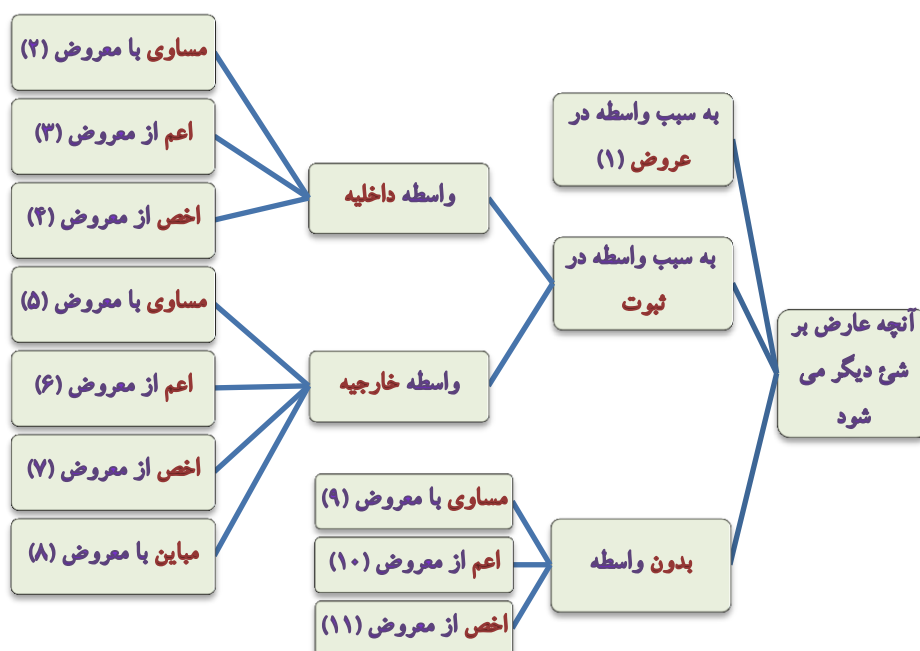 آنچه عارض بر
شئ دیگر می
شود
به سبب واسطه در
عروض (۱)
به سبب واسطه در
ثبوت
بدون واسطه
واسطه داخلیه
واسطه خارجیه
مساوی با معروض (۲)
اعم از معروض (۳)
اخص از معروض (۴)
مساوی با معروض (۵)
اعم از معروض (۶)
اخص از معروض (۷)
مباین با معروض (۸)
مساوی با معروض (۹)
اعم از معروض (۱۰)
اخص از معروض (۱۱)